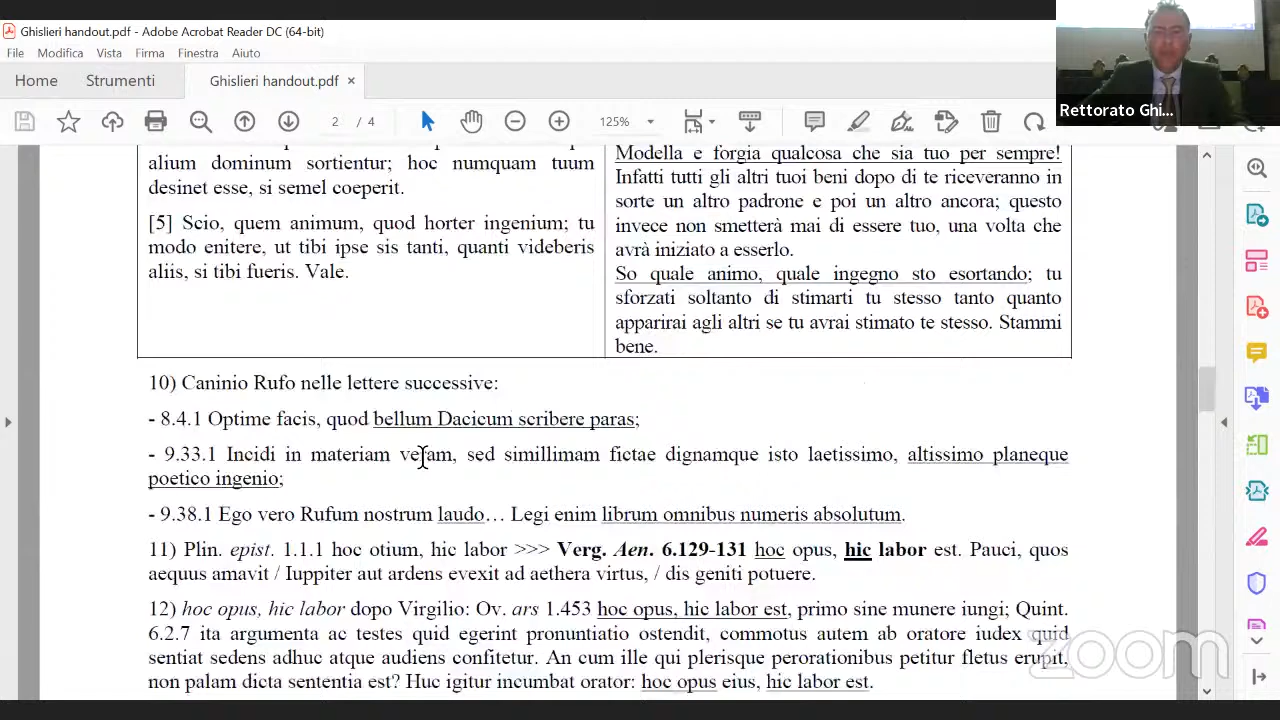 Ghislieri handout.pdf - Adobe Acrobat Reader DC (64-bit)
File Modifica Vista Firma Finestra Aiuto
Home Strumenti Ghislieri handout.pdf ×
2 / 4 125%
Rettorato Ghi...
alium dominum sortientur; hoc numquam tuum
desinet esse, si semel coeperit.
[5] Scio, quem animum, quod horter ingenium; tu
modo enitere, ut tibi ipse sis tanti, quanti videberis
aliis, si tibi fueris. Vale.
Modella e forgia qualcosa che sia tuo per sempre!
Infatti tutti gli altri tuoi beni dopo di te riceveranno in
sorte un altro padrone e poi un altro ancora; questo
invece non smetterà mai di essere tuo, una volta che
avrà iniziato a esserlo.
So quale animo, quale ingegno sto esortando; tu
sforzati soltanto di stimarti tu stesso tanto quanto
apparirai agli altri se tu avrai stimato te stesso. Stammi
bene.
10) Caninio Rufo nelle lettere successive:
- 8.4.1 Optime facis, quod bellum Dacicum scribere paras;
- 9.33.1 Incidi in materiam veram, sed simillimam fictae dignamque isto laetissimo, altissimo planeque
poetico ingenio;
- 9.38.1 Ego vero Rufum nostrum laudo… Legi enim librum omnibus numeris absolutum.
11) Plin. epist. 1.1.1 hoc otium, hic labor >>> Verg. Aen. 6.129-131 hoc opus, hic labor est. Pauci, quos
aequus amavit / Iuppiter aut ardens evexit ad aethera virtus, / dis geniti potuere.
12) hoc opus, hic labor dopo Virgilio: Ov. ars 1.453 hoc opus, hic labor est, primo sine munere iungi; Quint.
6.2.7 ita argumenta ac testes quid egerint pronuntiatio ostendit, commotus autem ab oratore iudex quid
sentiat sedens adhuc atque audiens confitetur. An cum ille qui plerisque perorationibus petitur fletus erupit,
non palam dicta sententia est? Huc igitur incumbat orator: hoc opus eius, hic labor est.
zoom